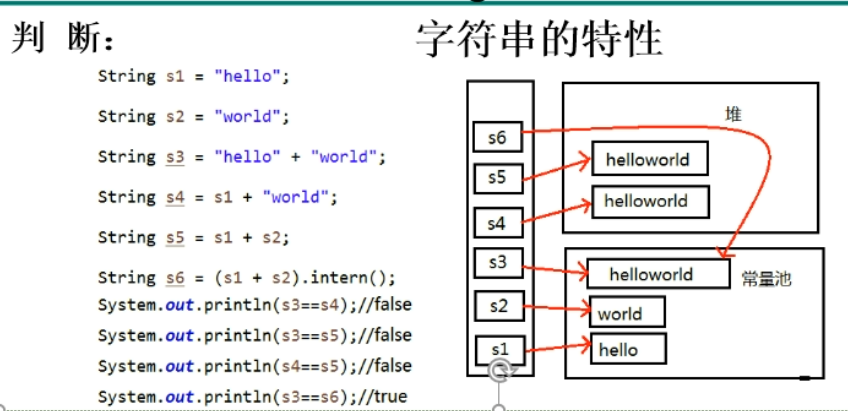 判 断：
字符串的特性
String s1 = "hello";
String s2 = "world";
String s3 = "hello" + "world";
String s4 = s1 + "world";
String s5 = s1 + s2;
String s6 = (s1 + s2).intern();
System.out.println(s3==s4);//false
System.out.println(s3==s5);//false
System.out.println(s4==s5);//false
System.out.println(s3==s6);//true
s6
s5
s4
s3
s2
s1
堆
helloworld
helloworld
helloworld
常量池
world
hello